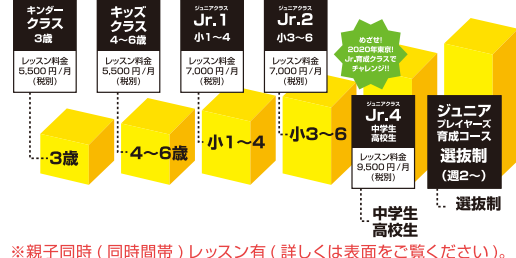 キンダー
クラス
3歳
レッスン料金
5,500円/月
(税別)
キッズ
クラス
4〜6歳
レッスン料金
5,500円/月
(税別)
ジュニアクラス
Jr.1
小1〜4
レッスン料金
7,000円/月
(税別)
ジュニアクラス
Jr.2
小3〜6
レッスン料金
7,000円/月
(税別)
めざせ!
2020年東京!
Jr.育成クラスで
チャレンジ!!
ジュニアクラス
Jr.4
中学生
高校生
レッスン料金
9,500円/月
(税別)
ジュニア
プレイヤーズ
育成コース
選抜制
(週2〜)
3歳
4〜6歳
小1〜4
小3〜6
中学生
高校生
選抜制
※親子同時(同時間帯)レッスン有(詳しくは表面をご覧ください)。